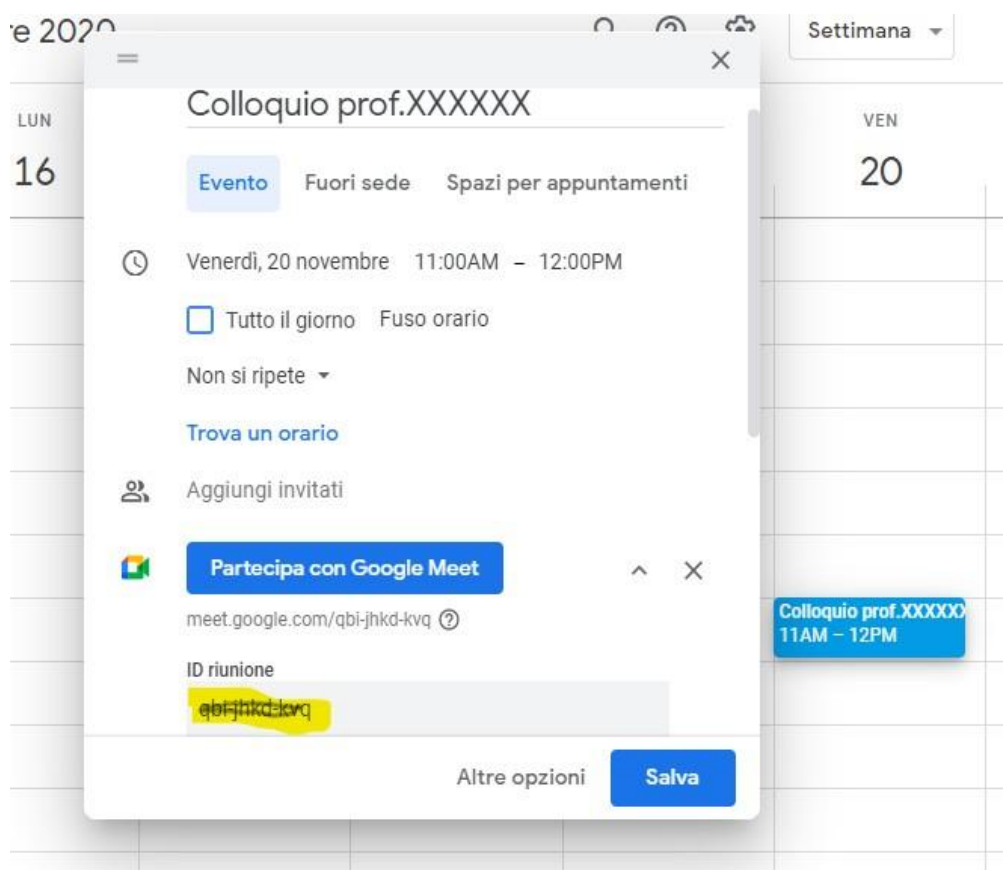 re 2020
Settimana
LUN
16
VEN
20
Colloquio prof.XXXXXX
Evento Fuori sede Spazi per appuntamenti
Venerdì, 20 novembre 11:00AM – 12:00PM
Tutto il giorno Fuso orario
Non si ripete
Trova un orario
Aggiungi invitati
Partecipa con Google Meet
meet.google.com/qbi-jhkd-kvq
ID riunione
qbi-jhkd-kvq
Altre opzioni Salva
Colloquio prof.XXXXXX
11AM – 12PM